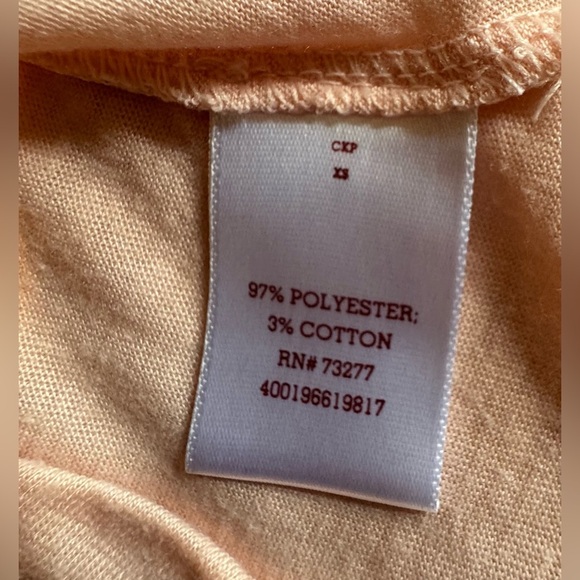 CKP
XS
97% POLYESTER;
3% COTTON
RN# 73277
400196619817